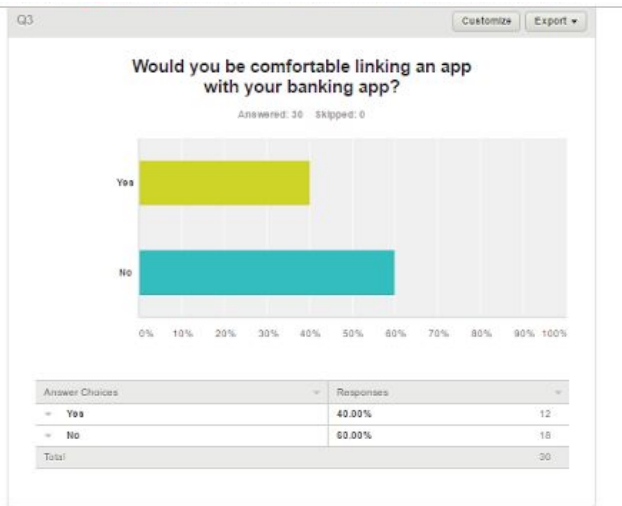 Q3
Customize Export
Would you be comfortable linking an app
with your banking app?
Answered: 30 Skipped: 0
Yes
No
0% 10% 20% 30% 40% 50% 60% 70% 80% 90% 100%
Answer Choices Responses
Yes 40.00% 12
No 60.00% 18
Total 30